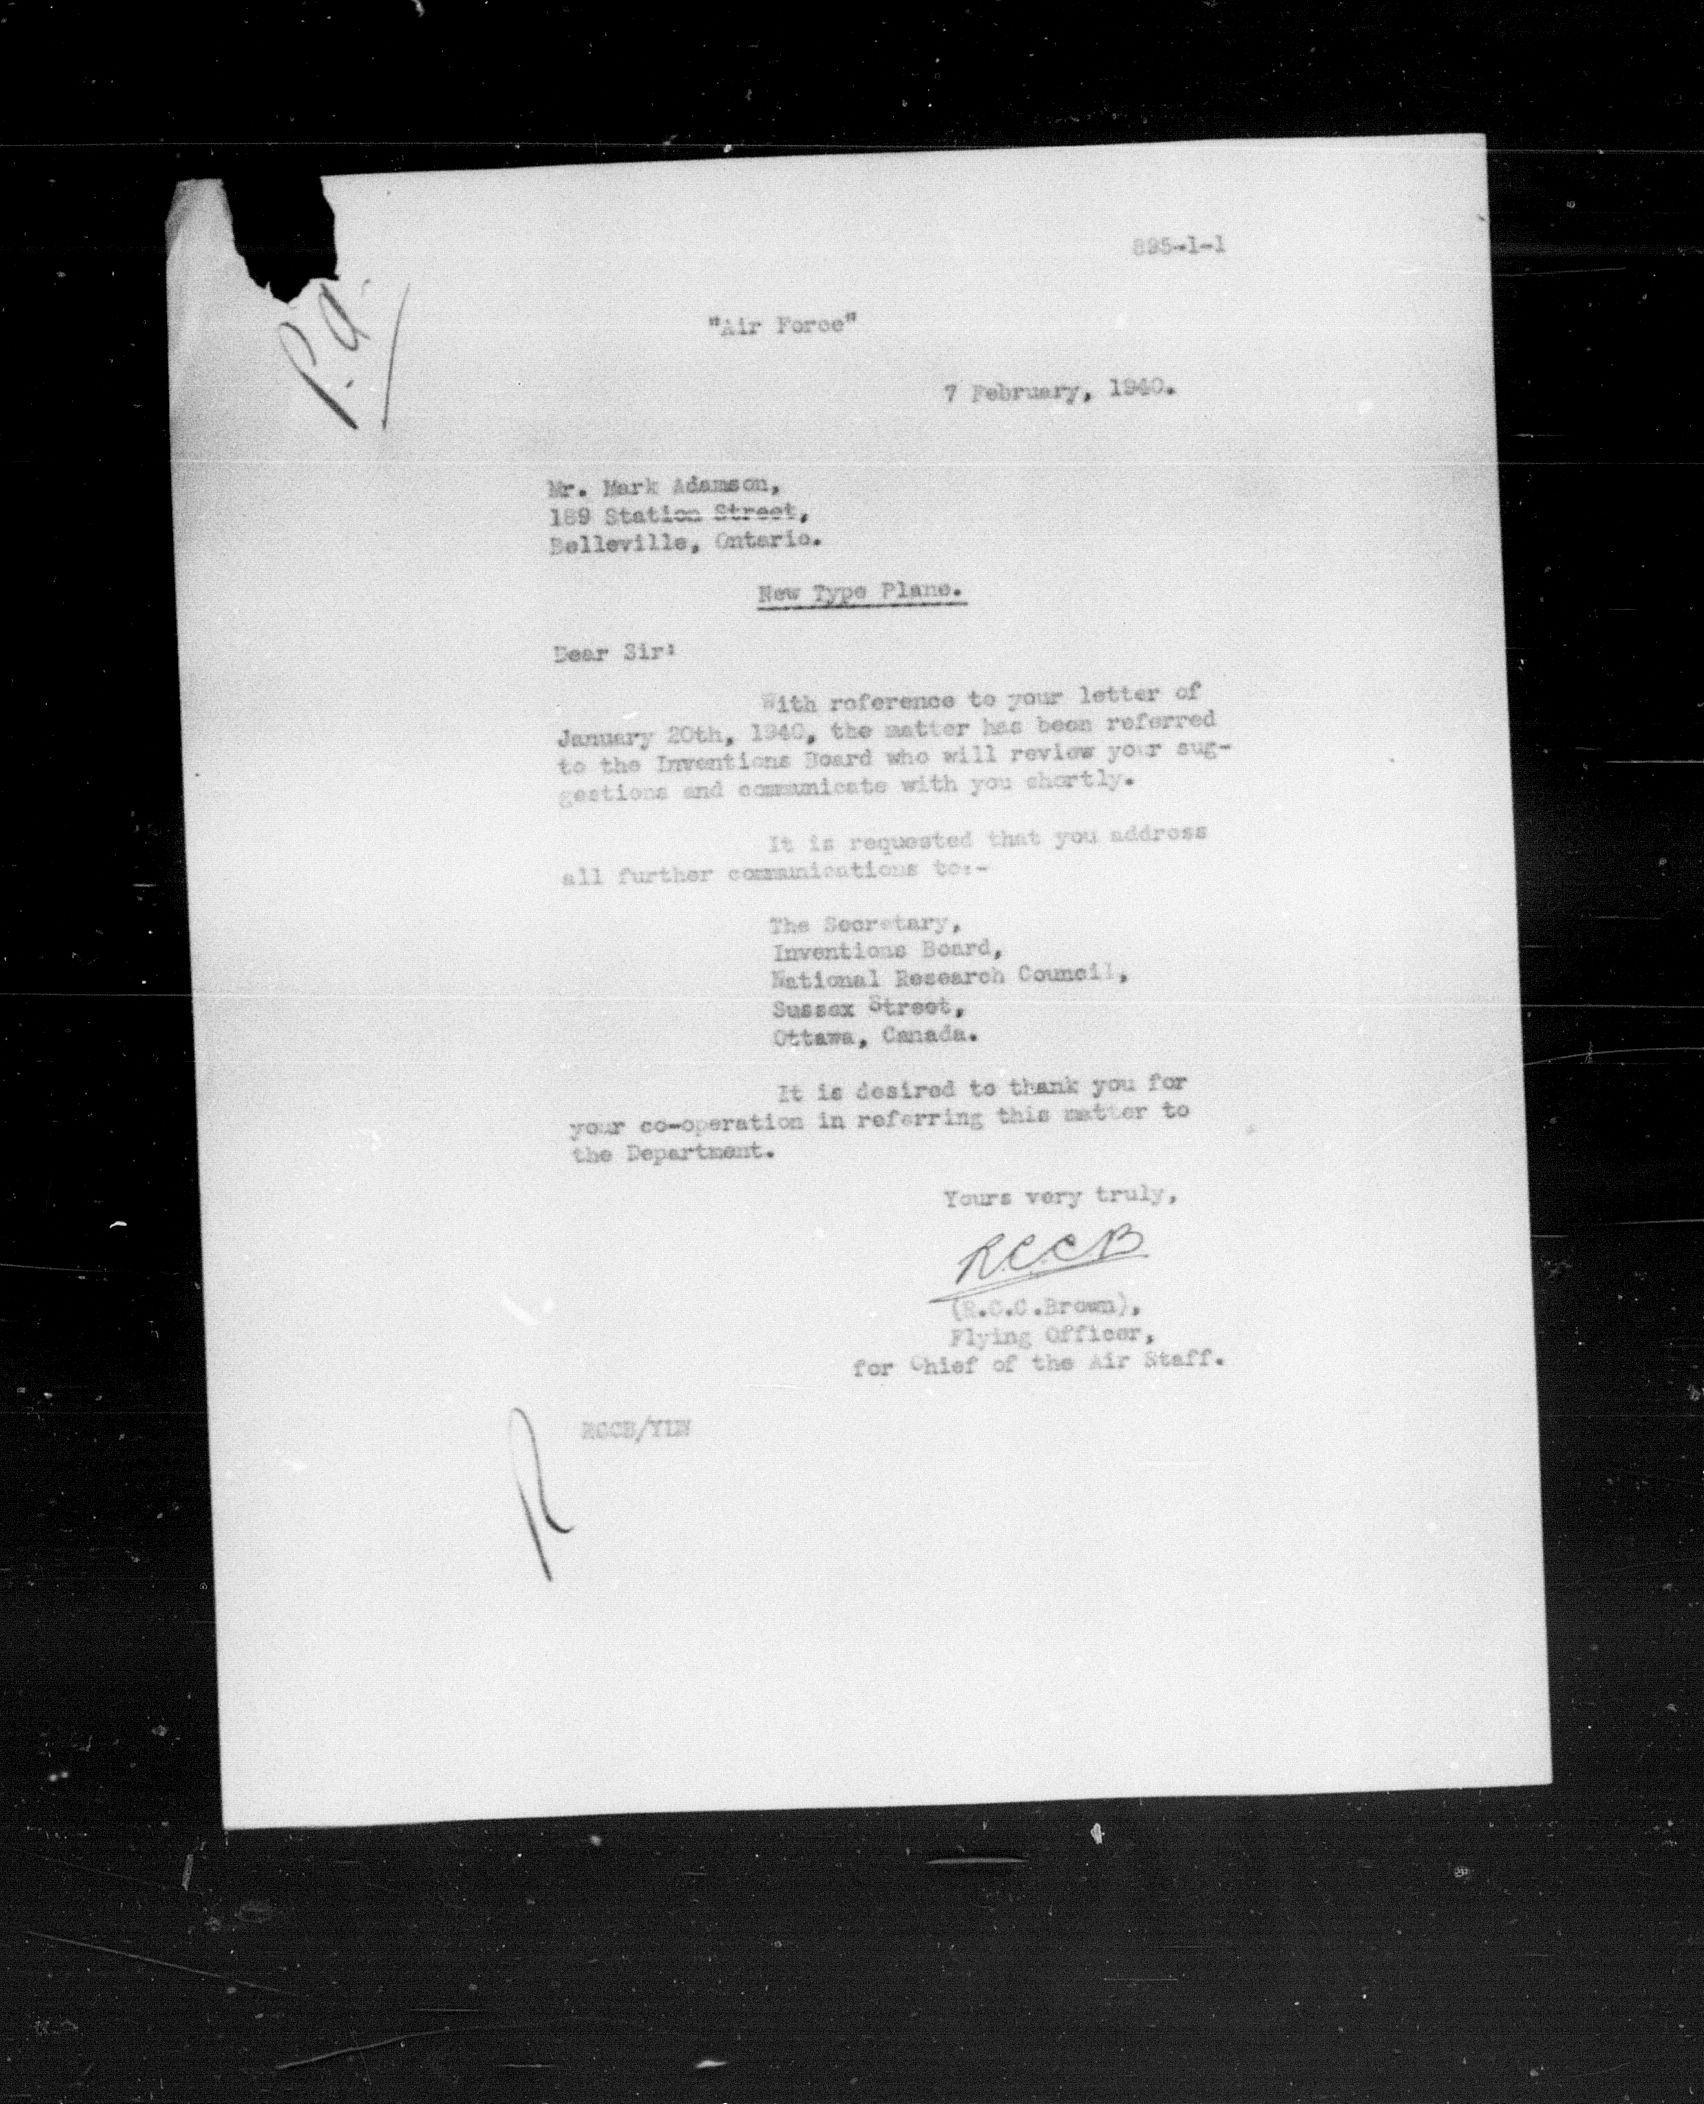 895-1-1
"Air Force"
P.A.
7 February, 1940.
Mr. Mark Adamson,
189 Station Street,
Belleville, Ontario.
New Type Plane.
Dear Sir:
With reference to your letter of
January 20th, 1940, the matter has been referred
to the Inventions Board who will review your sug-
gestions and communicate with you shortly.
It is requested that you address
all further communications to:-
The Secretary,
Inventions Board,
National Research Council,
Sussex Street,
Ottawa, Canada.
It is desired to thank you for
your co-operation in referring this matter to
the Department.
Yours very truly,
R.C.C.B
(R.C.C.Brown),
Flying Officer,
for Chief of the Air Staff.
R